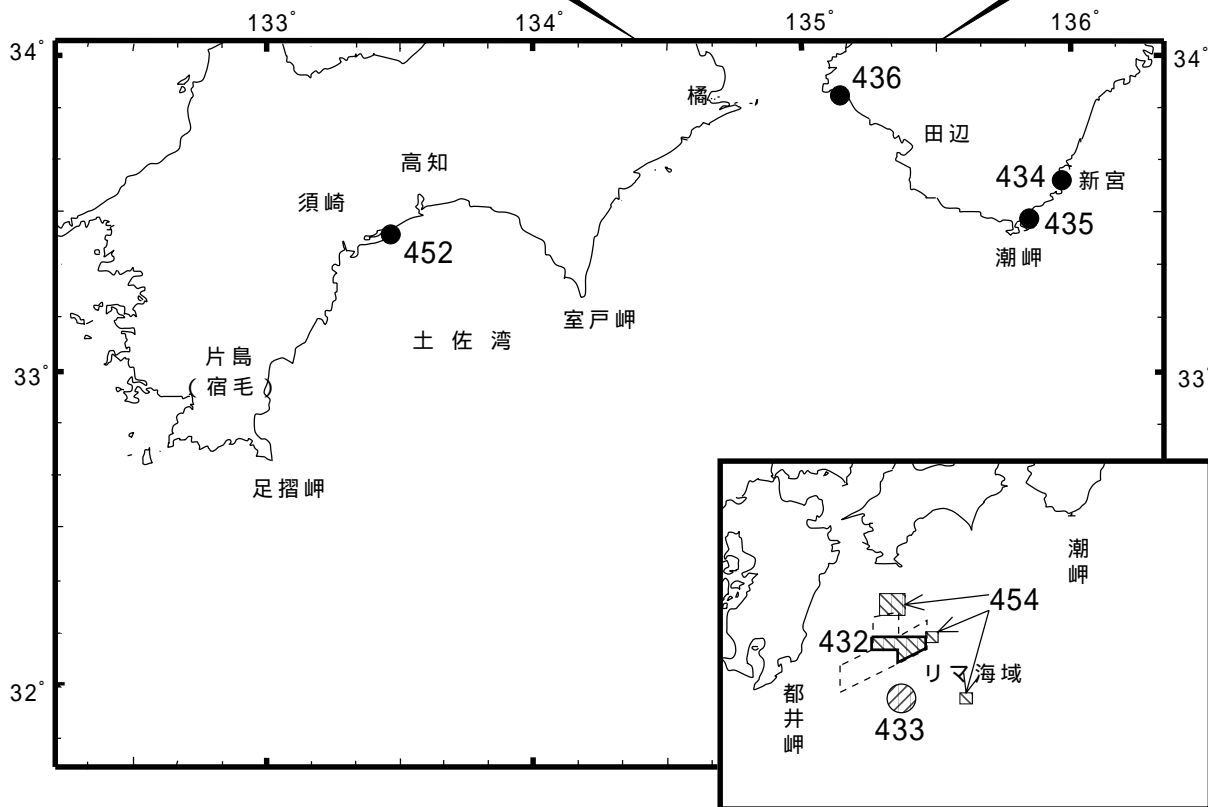 133°
134°
135°
136°
34°
34°
橘
436
田辺
高知
434
新宮
須崎
435
452
潮岬
室戸岬
土佐湾
片島
(宿毛)
33°
33°
足摺岬
潮岬
454
432
リマ海域
32°
都井岬
433